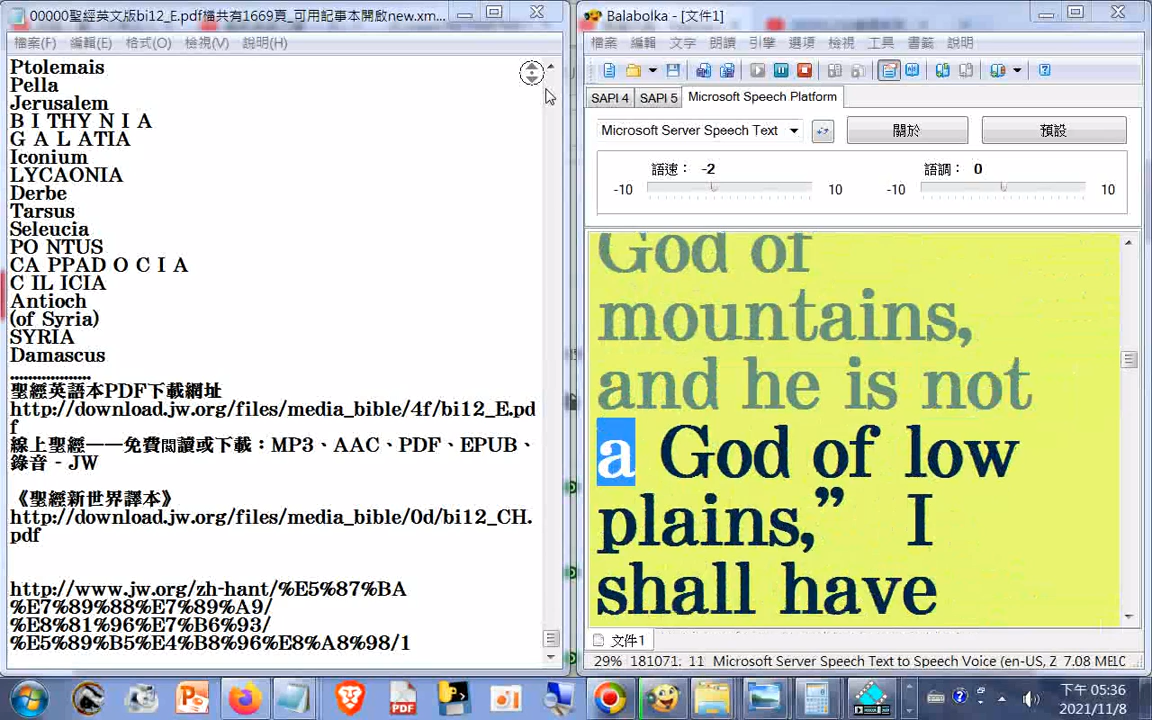 00000聖經英文版bi12_E.pdf檔共有1669頁_可用記事本開啟new.xm...
檔案(F) 編輯(E) 格式(O) 檢視(V) 說明(H)
Ptolemais
Pella
Jerusalem
B I THY N I A
G A L ATIA
Iconium
LYCAONIA
Derbe
Tarsus
Seleucia
PO NTUS
CA PPAD O C I A
C IL ICIA
Antioch
(of Syria)
SYRIA
Damascus
..................
聖經英語本PDF下載網址
http://download.jw.org/files/media_bible/4f/bi12_E.pd
f
線上聖經——免費閱讀或下載：MP3、AAC、PDF、EPUB、
錄音 - JW
《聖經新世界譯本》
http://download.jw.org/files/media_bible/0d/bi12_CH.
pdf
http://www.jw.org/zh-hant/%E5%87%BA
%E7%89%88%E7%89%A9/
%E8%81%96%E7%B6%93/
%E5%89%B5%E4%B8%96%E8%A8%98/1
Balabolka - [文件1]
檔案 編輯 文字 朗讀 引擎 選項 檢視 工具 書籤 說明
SAPI 4 SAPI 5 Microsoft Speech Platform
Microsoft Server Speech Text 關於 預設
語速： -2 語調： 0
-10 10 -10 10
God of
mountains,
and he is not
a God of low
plains,” I
shall have
文件1
29% 181071: 11 Microsoft Server Speech Text to Speech Voice (en-US, Z 7.08 MELO
PDF
下午 05:36
2021/11/8